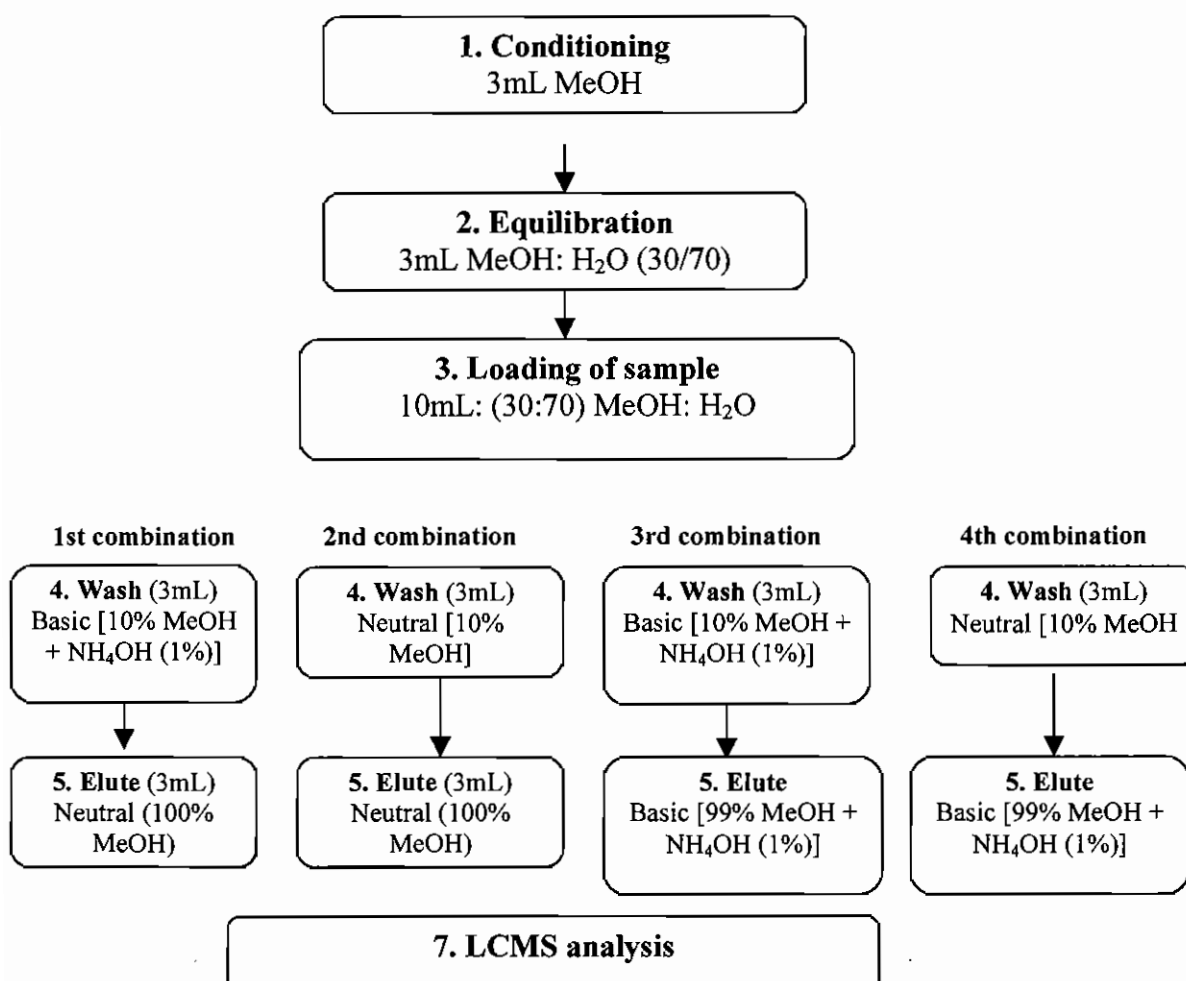 1. Conditioning
3mL MeOH
2. Equilibration
3mL MeOH: H₂O (30/70)
3. Loading of sample
10mL: (30:70) MeOH: H₂O
1st combination
4. Wash (3mL)
Basic [10% MeOH
+ NH₄OH (1%)]
5. Elute (3mL)
Neutral (100%
MeOH)
2nd combination
4. Wash (3mL)
Neutral [10%
MeOH]
5. Elute (3mL)
Neutral (100%
MeOH)
3rd combination
4. Wash (3mL)
Basic [10% MeOH +
NH₄OH (1%)]
5. Elute
Basic [99% MeOH +
NH₄OH (1%)]
4th combination
4. Wash (3mL)
Neutral [10% MeOH
5. Elute
Basic [99% MeOH +
NH₄OH (1%)]
7. LCMS analysis